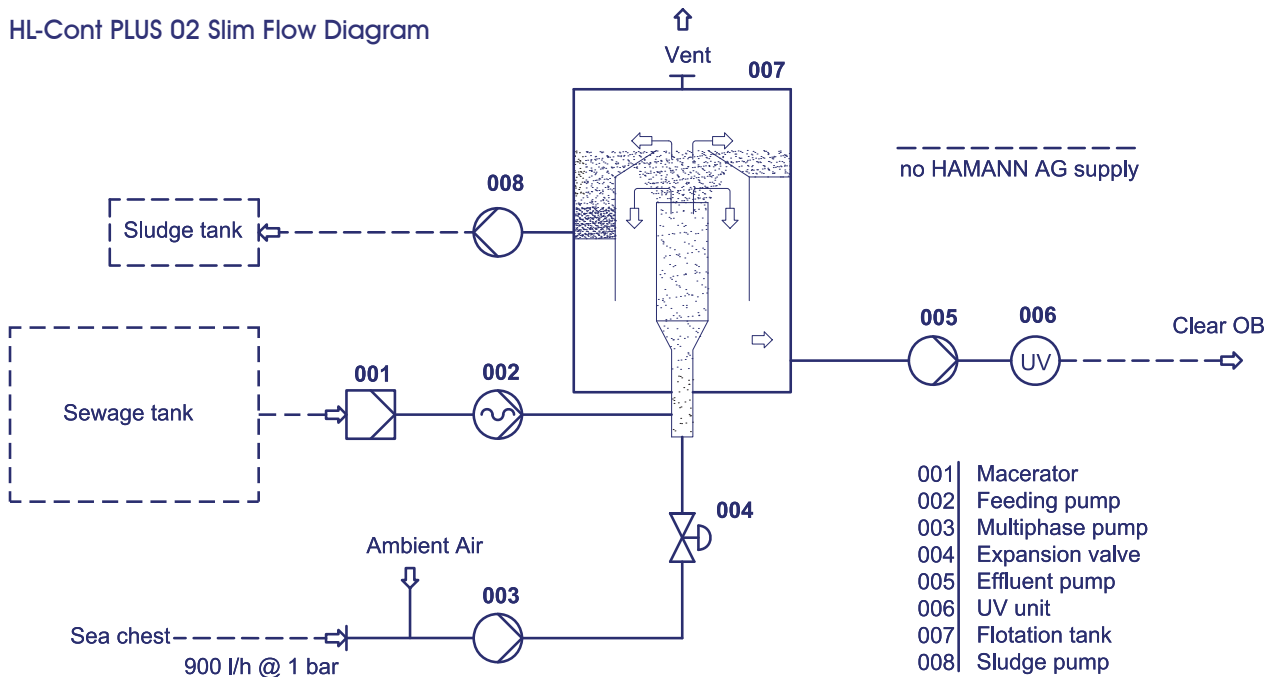 HL-Cont PLUS 02 Slim Flow Diagram
Vent
007
no HAMANN AG supply
008
Sludge tank
005
006
Clear OB
UV
001
002
Sewage tank
004
Ambient Air
003
Sea chest
900 l/h @ 1 bar
001 Macerator
002 Feeding pump
003 Multiphase pump
004 Expansion valve
005 Effluent pump
006 UV unit
007 Flotation tank
008 Sludge pump